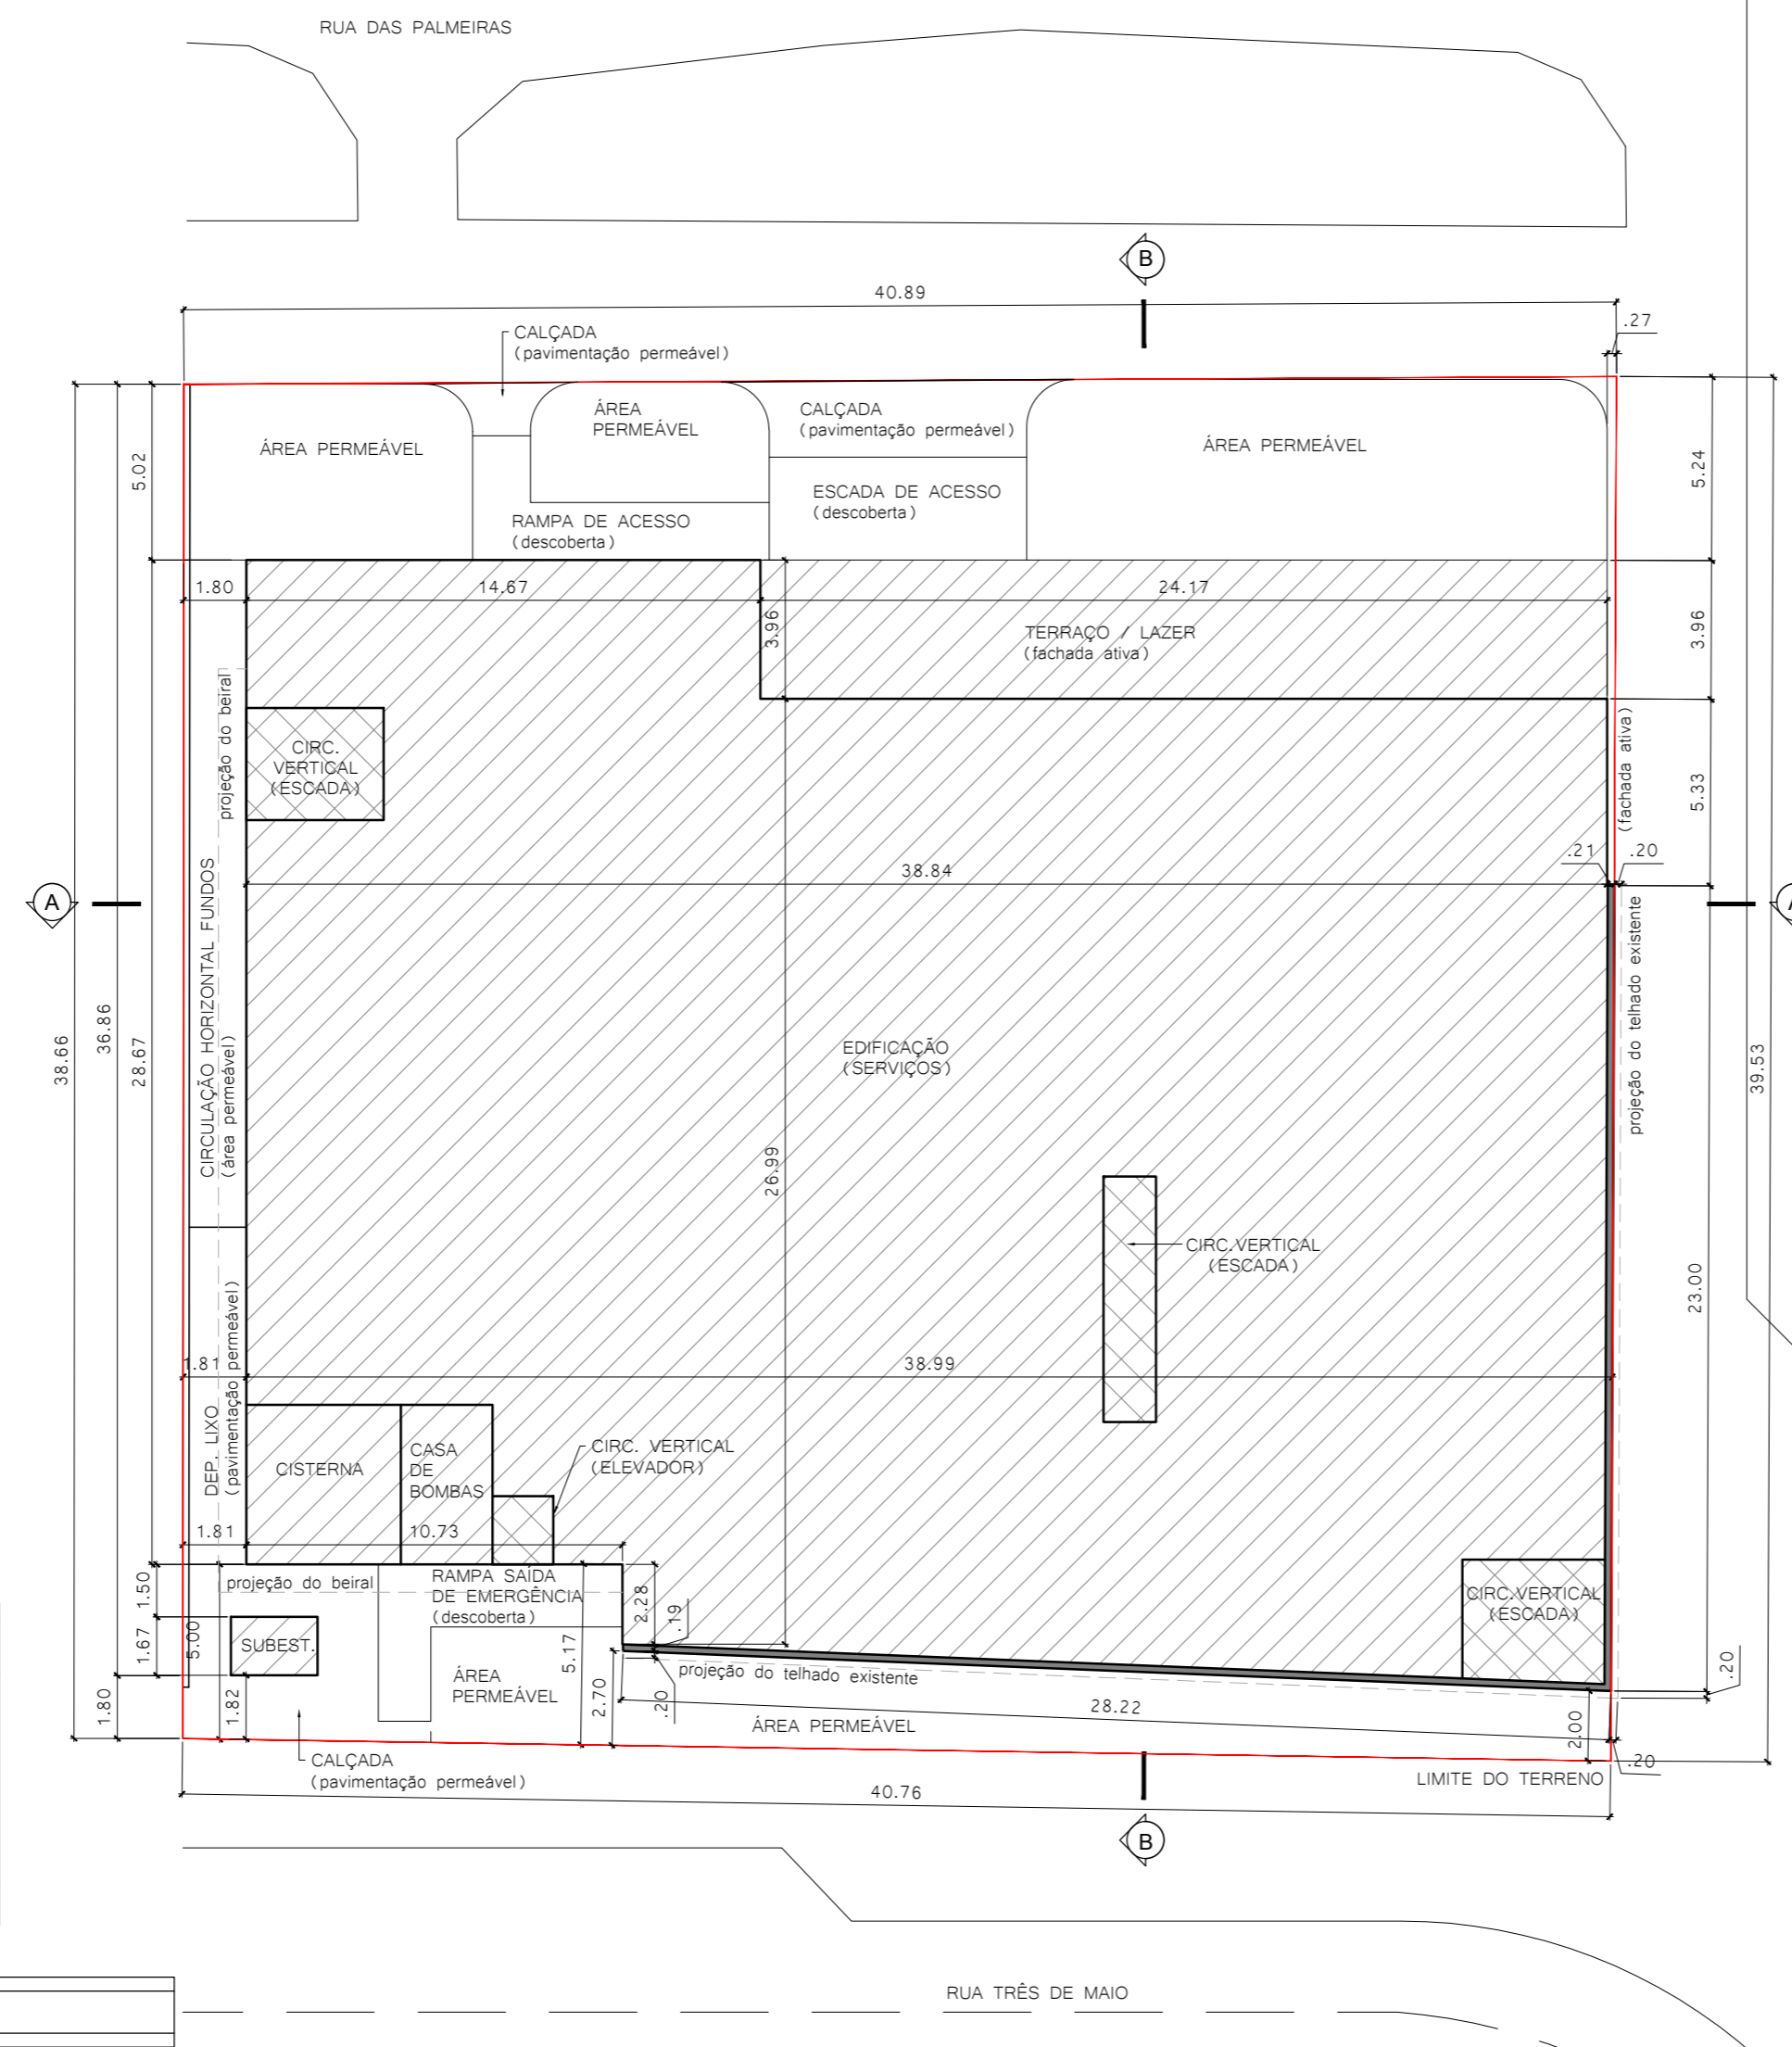 RUA DAS PALMEIRAS
B
40.89
.27
CALÇADA
(pavimentação permeável)
ÁREA PERMEÁVEL
ÁREA
PERMEÁVEL
CALÇADA
(pavimentação permeável)
ÁREA PERMEÁVEL
5.02
5.24
ESCADA DE ACESSO
(descoberta)
RAMPA DE ACESSO
(descoberta)
1.80
14.67
24.17
3.96
3.96
TERRAÇO / LAZER
(fachada ativa)
projeção do beiral
CIRC.
VERTICAL
(ESCADA)
(fachada ativa)
5.33
.21
.20
38.84
A
A
CIRCULAÇÃO HORIZONTAL FUNDOS
(área permeável)
projeção do telhado existente
38.66
36.86
28.67
EDIFICAÇÃO
(SERVIÇOS)
39.53
26.99
CIRC.VERTICAL
(ESCADA)
23.00
1.81
38.99
DEP. LIXO
(pavimentação permeável)
CISTERNA
CASA
DE
BOMBAS
CIRC. VERTICAL
(ELEVADOR)
1.81
10.73
projeção do beiral
RAMPA SAÍDA
DE EMERGÊNCIA
(descoberta)
1.50
2.28
.19
CIRC.VERTICAL
(ESCADA)
1.67
5.00
SUBEST.
5.17
ÁREA
PERMEÁVEL
projeção do telhado existente
.20
1.80
1.82
2.70
.20
28.22
2.00
ÁREA PERMEÁVEL
CALÇADA
(pavimentação permeável)
.20
LIMITE DO TERRENO
40.76
B
RUA TRÊS DE MAIO